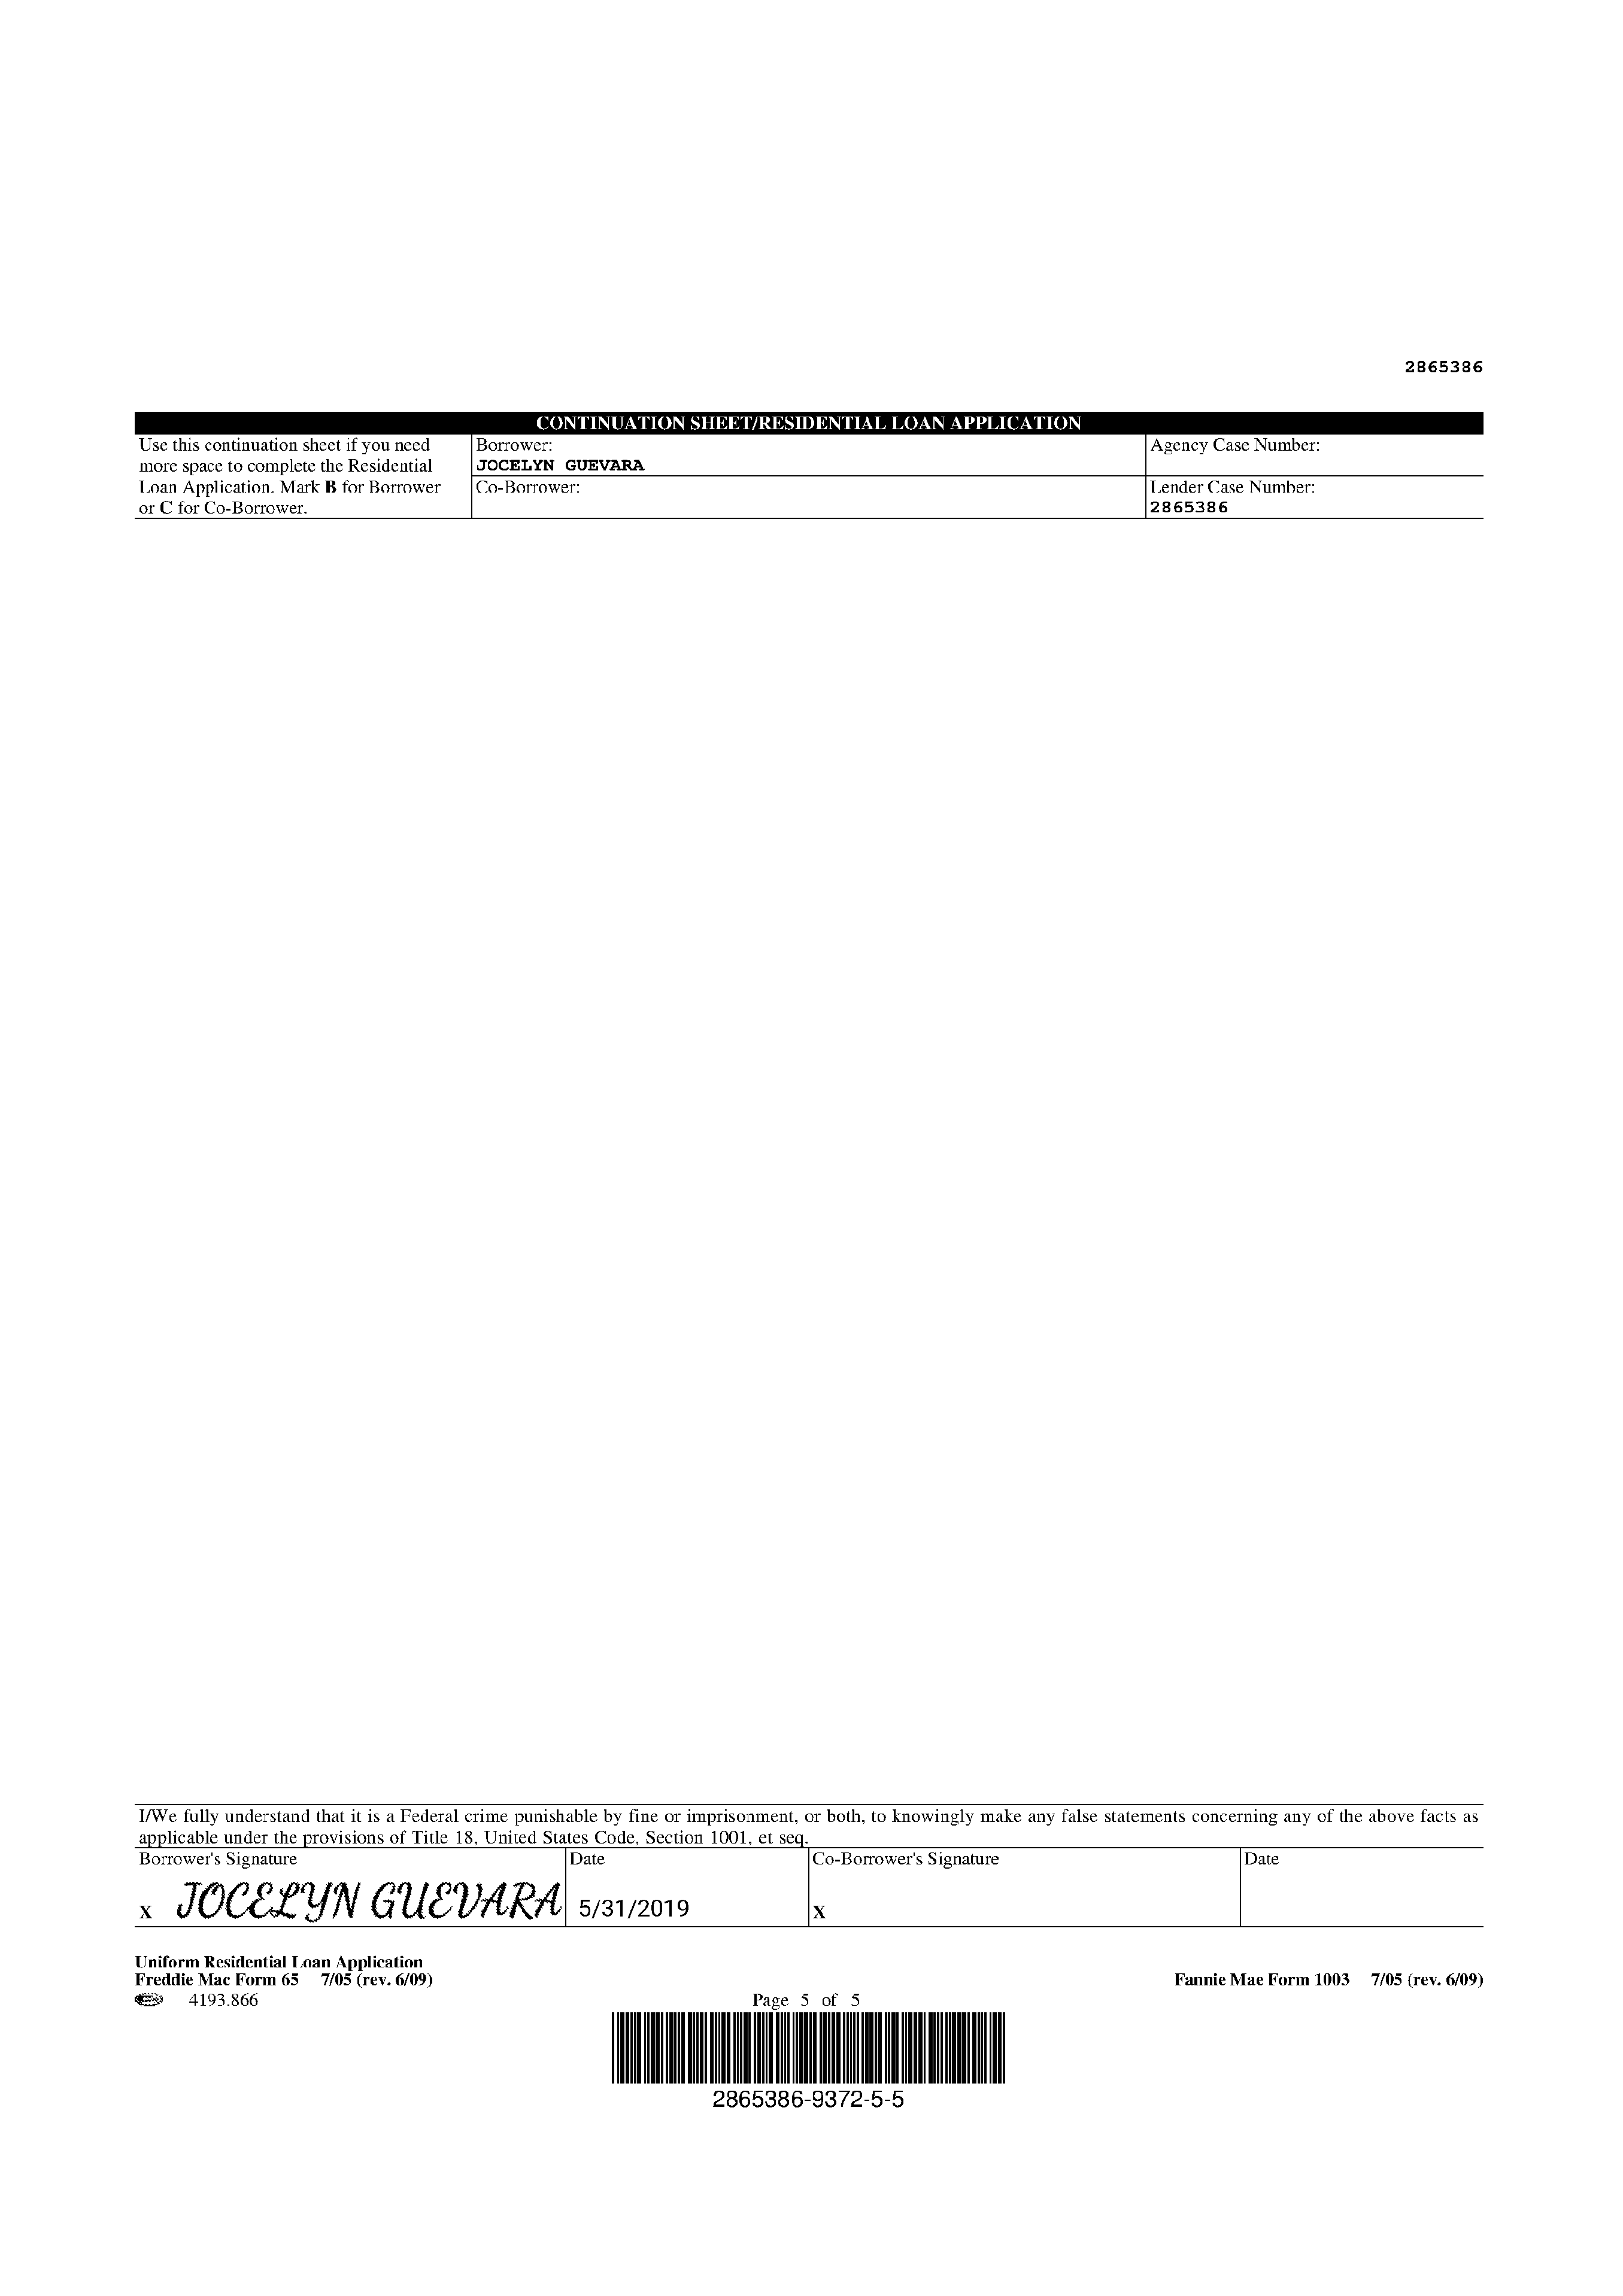 2865386
CONTINUATION SHEET/RESIDENTIAL LOAN APPLICATION
Use this continuation sheet if you need
more space to complete the Residential
Loan Application. Mark B for Borrower
or C for Co-Borrower.
Borrower:
JOCELYN GUEVARA
Co-Borrower:
Agency Case Number:
Lender Case Number:
2865386
I/We fully understand that it is a Federal crime punishable by fine or imprisonment, or both, to knowingly make any false statements concerning any of the above facts as
applicable under the provisions of Title 18, United States Code, Section 1001, et seq.
Borrower's Signature
X JOCELYN GUEVARA
Date
5/31/2019
Co-Borrower's Signature
X
Date
Uniform Residential Loan Application
Freddie Mac Form 65 7/05 (rev. 6/09)
Fannie Mae Form 1003 7/05 (rev. 6/09)
4193.866
Page 5 of 5
2865386-9372-5-5